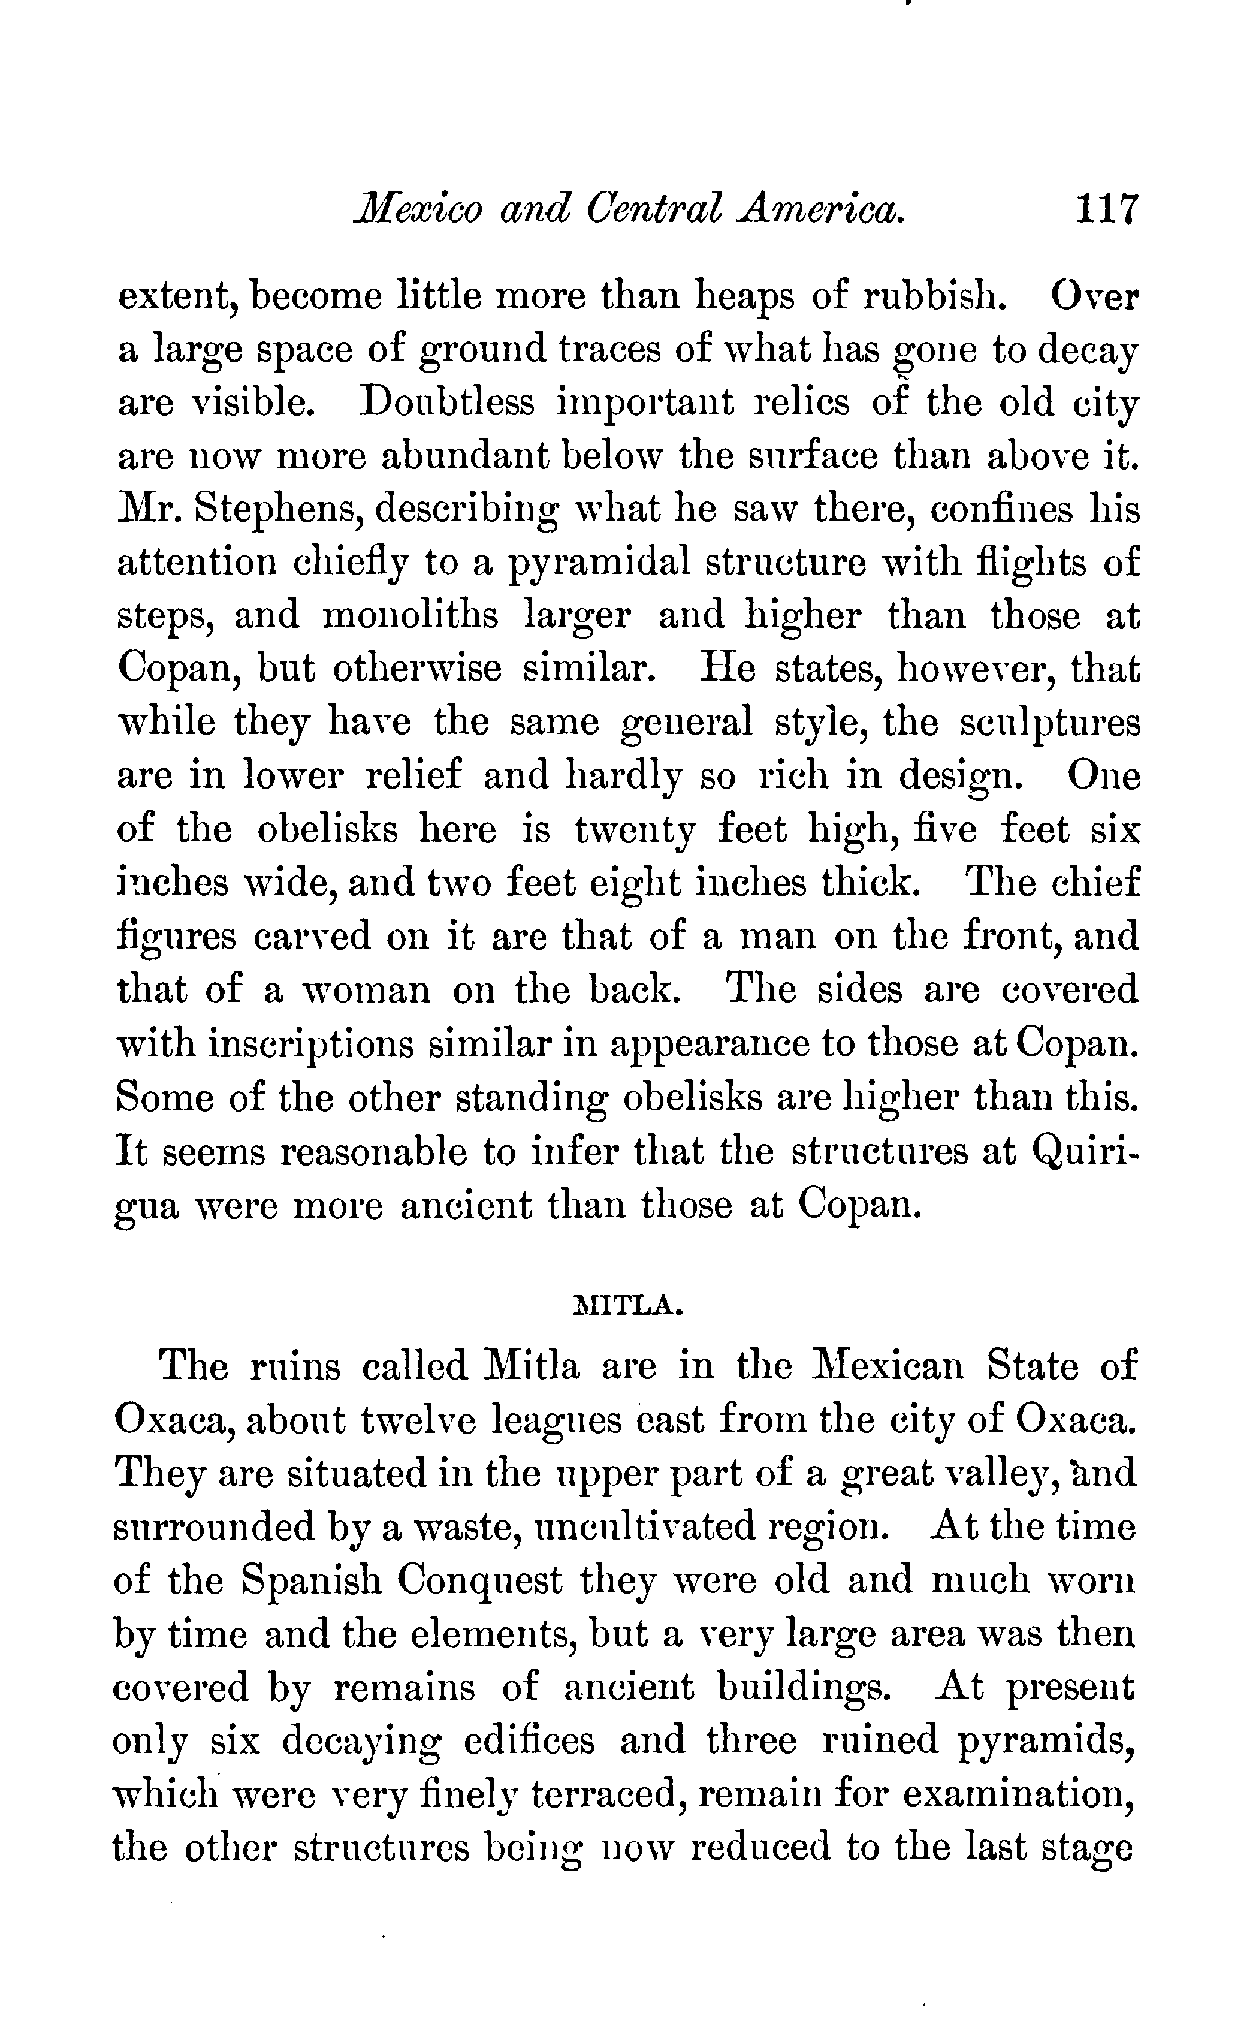 Mexico and Central America. 117
extent, become little more than heaps of rubbish. Over
a large space of ground traces of what has gone to decay
are visible. Doubtless important relics of the old city
are now more abundant below the surface than above it.
Mr. Stephens, describing what he saw there, confines his
attention chiefly to a pyramidal structure with flights of
steps, and monoliths larger and higher than those at
Copan, but otherwise similar. He states, however, that
while they have the same general style, the sculptures
are in lower relief and hardly so rich in design. One
of the obelisks here is twenty feet high, five feet six
inches wide, and two feet eight inches thick. The chief
figures carved on it are that of a man on the front, and
that of a woman on the back. The sides are covered
with inscriptions similar in appearance to those at Copan.
Some of the other standing obelisks are higher than this.
It seems reasonable to infer that the structures at Quiri-
gua were more ancient than those at Copan.
MITLA.
The ruins called Mitla are in the Mexican State of
Oxaca, about twelve leagues east from the city of Oxaca.
They are situated in the upper part of a great valley, and
surrounded by a waste, uncultivated region. At the time
of the Spanish Conquest they were old and much worn
by time and the elements, but a very large area was then
covered by remains of ancient buildings. At present
only six decaying edifices and three ruined pyramids,
which were very finely terraced, remain for examination,
the other structures being now reduced to the last stage